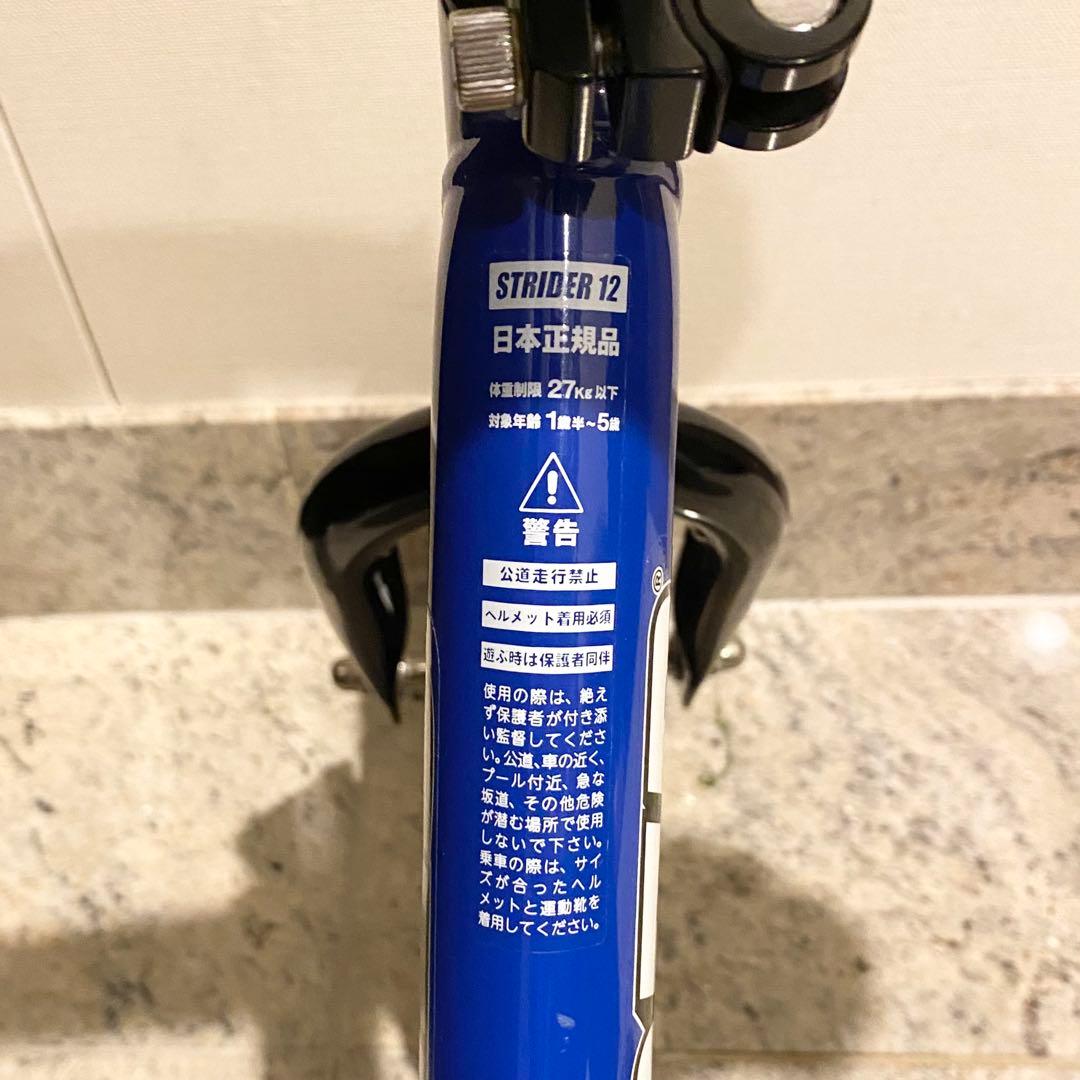 STRIDER 12
日本正規品
体重制限 27Kg以下
対象年齢 1歳半~5歳
警告
公道走行禁止
ヘルメット着用必須
遊ぶ時は保護者同伴
使用の際は、絶え
ず保護者が付き添
い監督してくださ
い。公道、車の近く、
プール付近、急な
坂道、その他危険
が潜む場所で使用
しないで下さい。
乗車の際は、サイ
ズが合ったヘル
メットと運動靴を
着用してください。
®